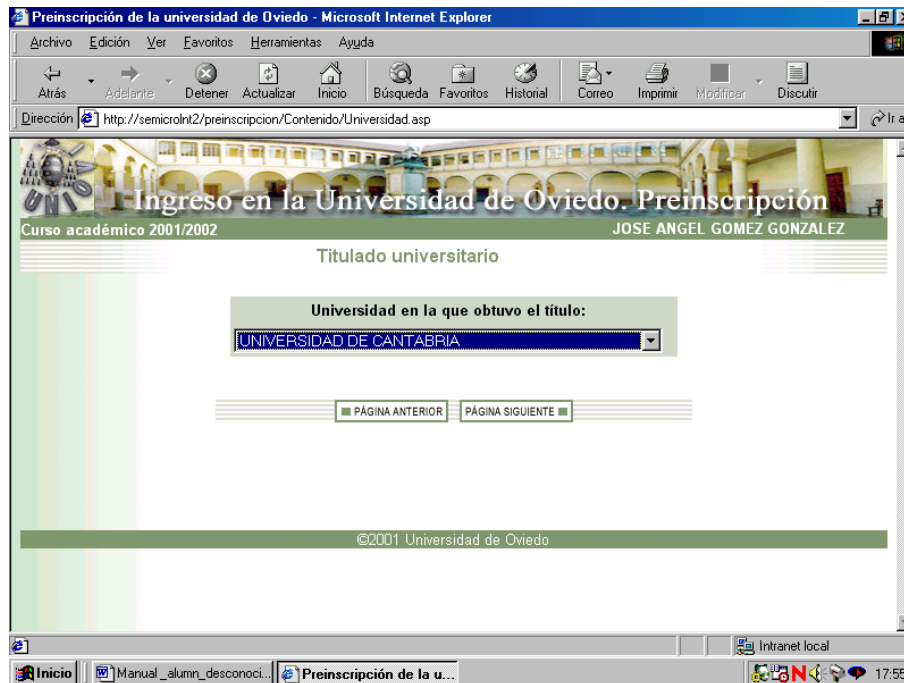 Preinscripción de la universidad de Oviedo - Microsoft Internet Explorer
Archivo Edición Ver Favoritos Herramientas Ayuda
Atrás Adelante Detener Actualizar Inicio Búsqueda Favoritos Historial Correo Imprimir Modificar Discutir
Dirección http://semicrolnt2/preinscripcion/Contenido/Universidad.asp Ir a
Ingreso en la Universidad de Oviedo. Preinscripción
Curso académico 2001/2002 JOSE ANGEL GOMEZ GONZALEZ
Titulado universitario
Universidad en la que obtuvo el título:
UNIVERSIDAD DE CANTABRIA
PÁGINA ANTERIOR PÁGINA SIGUIENTE
©2001 Universidad de Oviedo
Intranet local
Inicio Manual_alumn_desconoci... Preinscripción de la u... 17:55